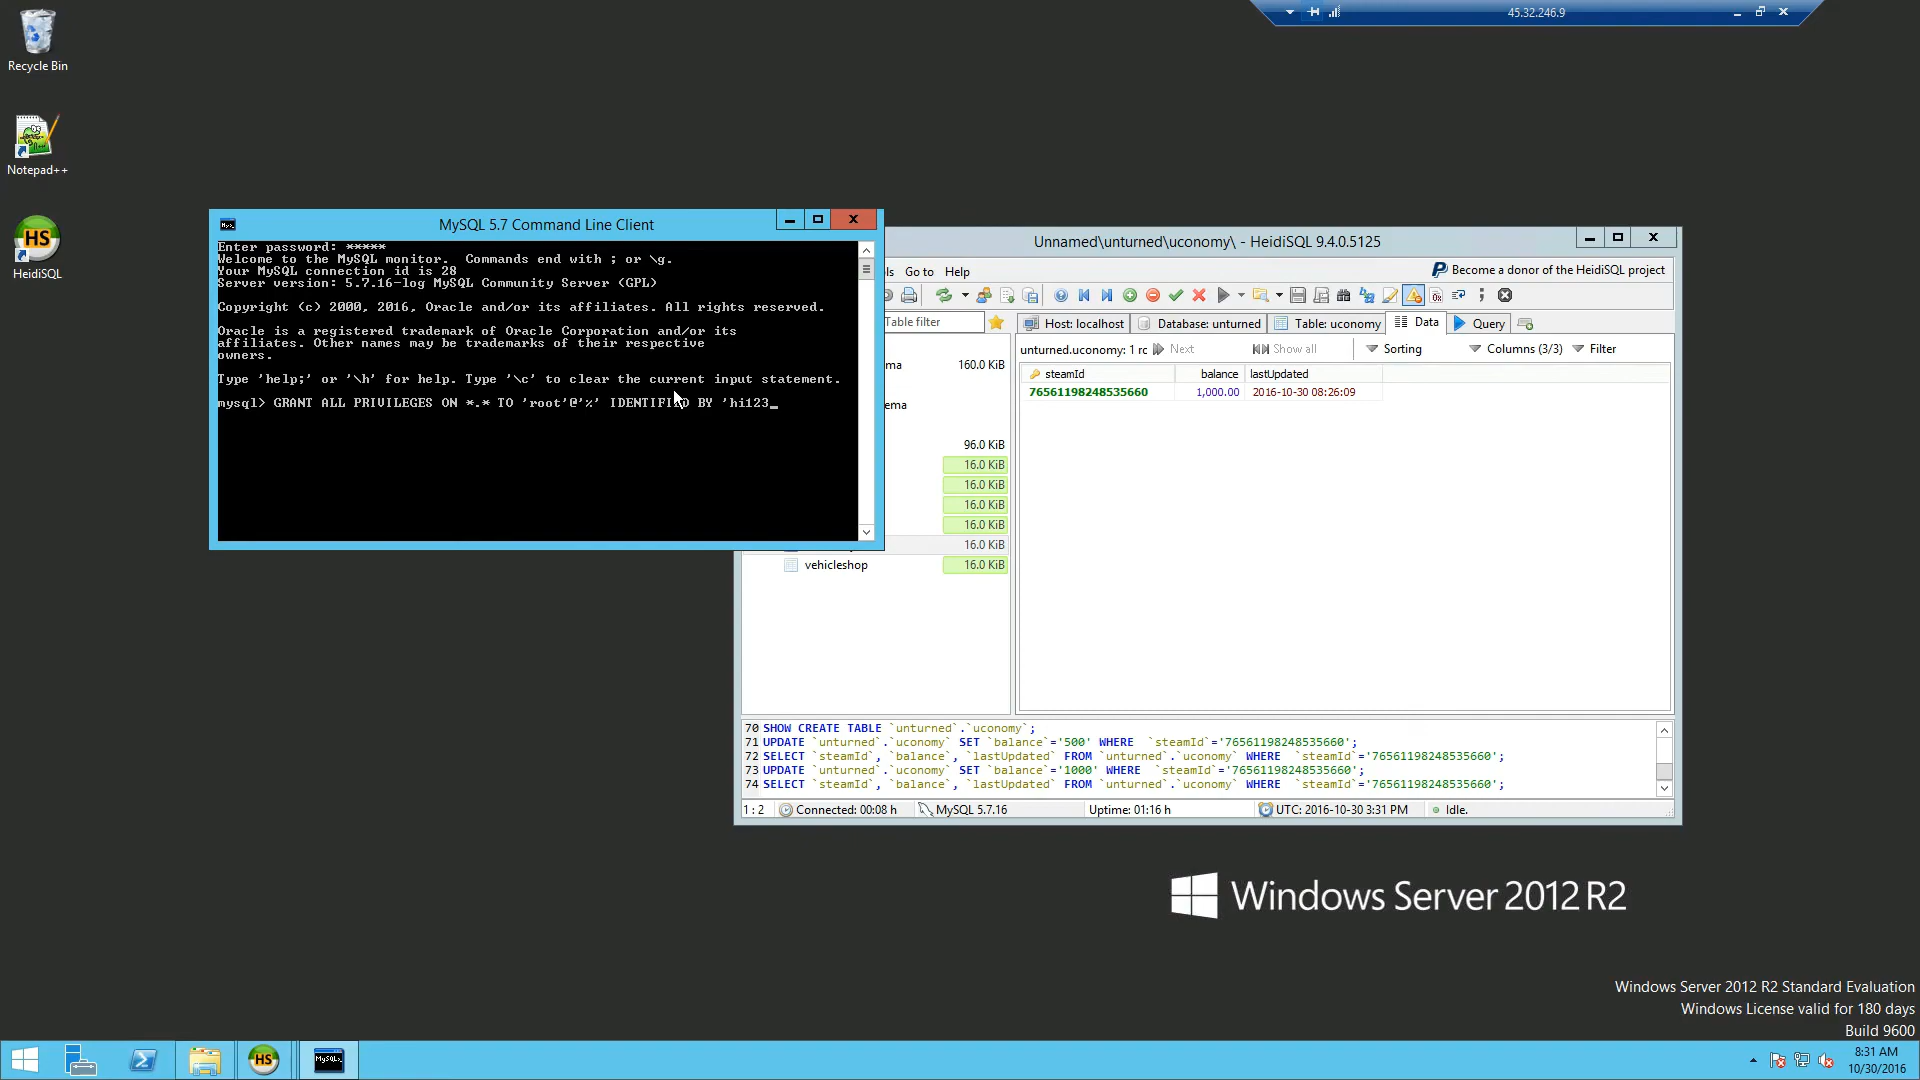 45.32.246.9
Recycle Bin
Notepad++
HS
HeidiSQL
MySQL 5.7 Command Line Client
Enter password: *****
Welcome to the MySQL monitor.  Commands end with ; or \g.
Your MySQL connection id is 28
Server version: 5.7.16-log MySQL Community Server (GPL)
Copyright (c) 2000, 2016, Oracle and/or its affiliates. All rights reserved.
Oracle is a registered trademark of Oracle Corporation and/or its
affiliates. Other names may be trademarks of their respective
owners.
Type 'help;' or '\h' for help. Type '\c' to clear the current input statement.
mysql> GRANT ALL PRIVILEGES ON *.* TO 'root'@'%' IDENTIFIED BY 'hi123_
Unnamed\unturned\uconomy\ - HeidiSQL 9.4.0.5125
ls Go to Help
Become a donor of the HeidiSQL project
Table filter
Host: localhost
Database: unturned
Table: uconomy
Data
Query
unturned.uconomy: 1 rc
Next
Show all
Sorting
Columns (3/3)
Filter
steamId balance lastUpdated
76561198248535660 1,000.00 2016-10-30 08:26:09
ma 160.0 KiB
ema
96.0 KiB
16.0 KiB
16.0 KiB
16.0 KiB
16.0 KiB
16.0 KiB
vehicleshop 16.0 KiB
70 SHOW CREATE TABLE `unturned`.`uconomy`;
71 UPDATE `unturned`.`uconomy` SET `balance`='500' WHERE  `steamId`='76561198248535660';
72 SELECT `steamId`, `balance`, `lastUpdated` FROM `unturned`.`uconomy` WHERE  `steamId`='76561198248535660';
73 UPDATE `unturned`.`uconomy` SET `balance`='1000' WHERE  `steamId`='76561198248535660';
74 SELECT `steamId`, `balance`, `lastUpdated` FROM `unturned`.`uconomy` WHERE  `steamId`='76561198248535660';
1 : 2 Connected: 00:08 h MySQL 5.7.16 Uptime: 01:16 h UTC: 2016-10-30 3:31 PM Idle.
Windows Server 2012 R2
Windows Server 2012 R2 Standard Evaluation
Windows License valid for 180 days
Build 9600
HS
8:31 AM
10/30/2016